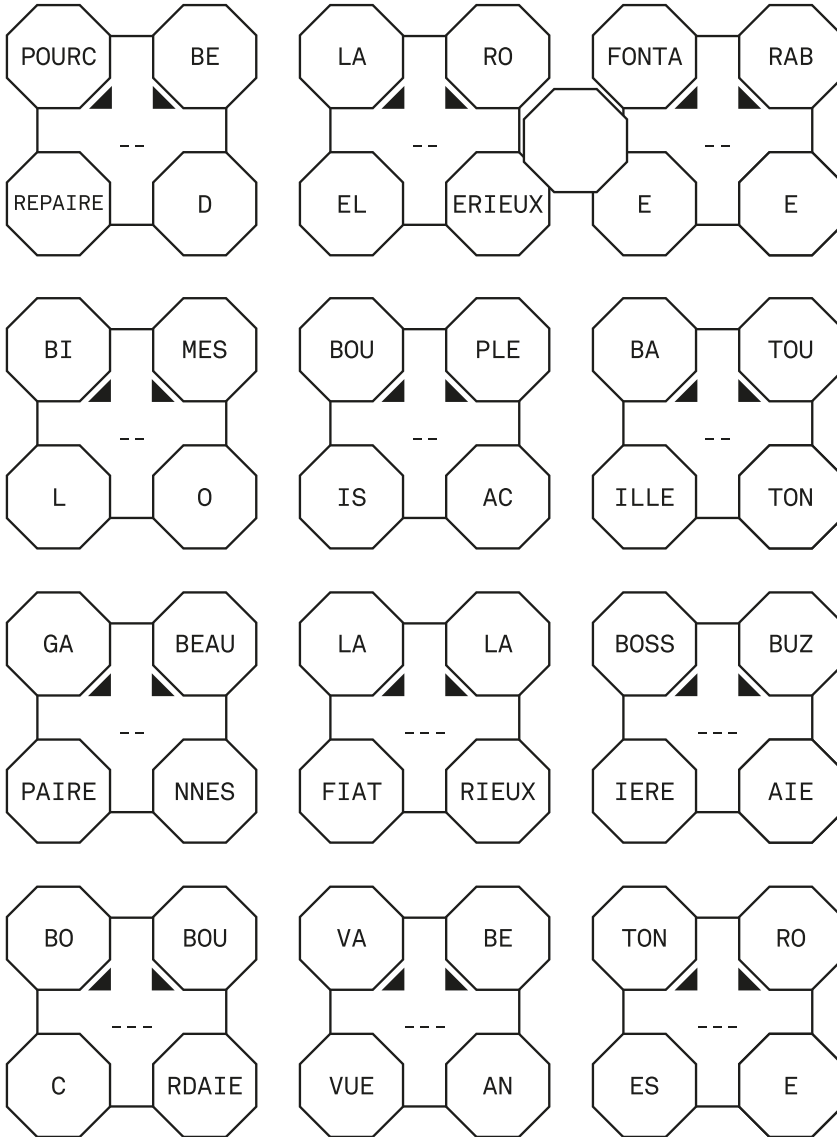 POURC BE LA RO FONTA RAB
-- -- --
REPAIRE D EL ERIEUX E E
BI MES BOU PLE BA TOU
-- -- --
L O IS AC ILLE TON
GA BEAU LA LA BOSS BUZ
-- --- ---
PAIRE NNES FIAT RIEUX IERE AIE
BO BOU VA BE TON RO
--- --- ---
C RDAIE VUE AN ES E